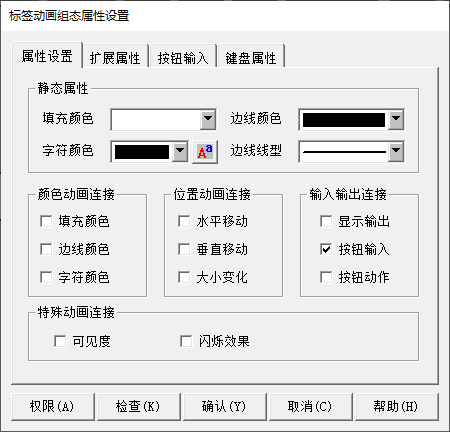 标签动画组态属性设置
属性设置 扩展属性 按钮输入 键盘属性
静态属性
填充颜色 边线颜色
字符颜色 Aa 边线线型
颜色动画连接 位置动画连接 输入输出连接
填充颜色 水平移动 显示输出
边线颜色 垂直移动 按钮输入
字符颜色 大小变化 按钮动作
特殊动画连接
可见度 闪烁效果
权限(A) 检查(K) 确认(Y) 取消(C) 帮助(H)